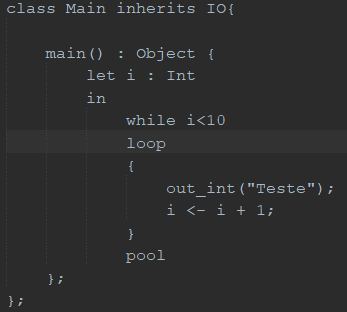 class Main inherits IO{
main() : Object {
let i : Int
in
while i<10
loop
{
out_int("Teste");
i <- i + 1;
}
pool
};
};